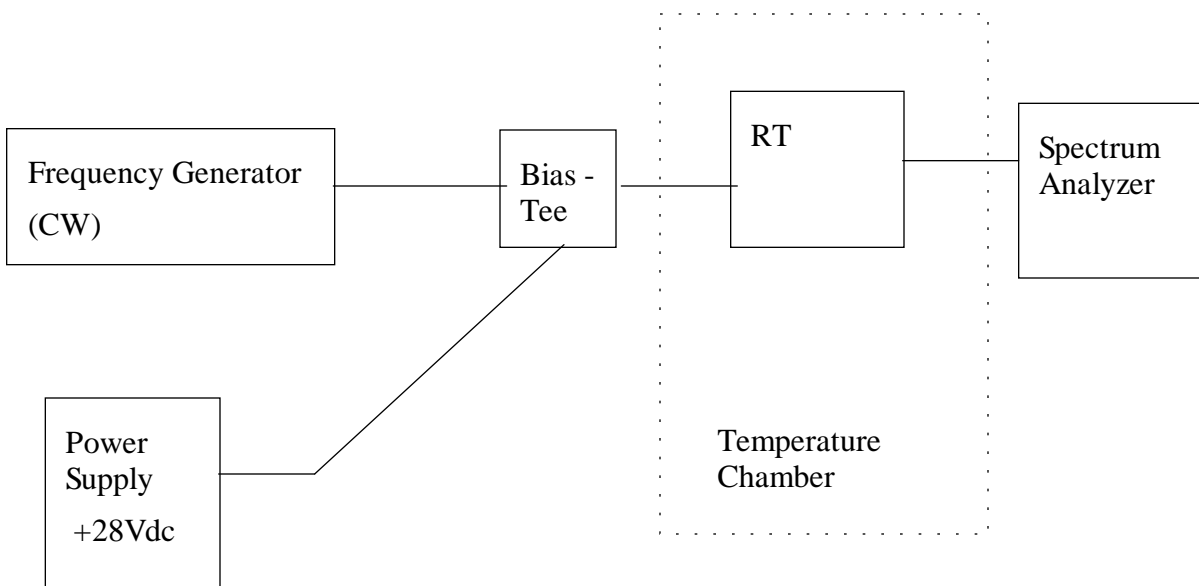 Frequency Generator
(CW)
Bias -
Tee
RT
Spectrum
Analyzer
Power
Supply
+28Vdc
Temperature
Chamber